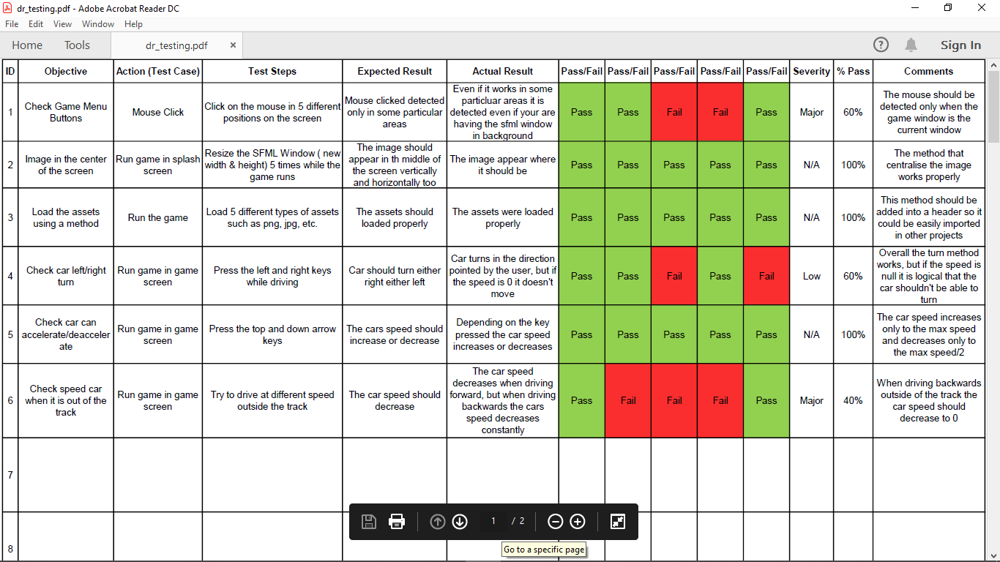 dr_testing.pdf - Adobe Acrobat Reader DC
File Edit View Window Help
Home Tools dr_testing.pdf × ? Sign In
ID Objective Action (Test Case) Test Steps Expected Result Actual Result Pass/Fail Pass/Fail Pass/Fail Pass/Fail Pass/Fail Severity % Pass Comments
1
Check Game Menu
Buttons
Mouse Click
Click on the mouse in 5 different
positions on the screen
Mouse clicked detected
only in some particular
areas
Even if it works in some
particluar areas it is
detected even if your are
having the sfml window
in background
Pass Pass Fail Fail Pass
Major
60%
The mouse should be
detected only when the
game window is the
current window
2
Image in the center
of the screen
Run game in splash
screen
Resize the SFML Window ( new
width & height) 5 times while the
game runs
The image should
appear in th middle of
the screen vertically
and horizontally too
The image appear where
it should be
Pass Pass Pass Pass Pass
N/A
100%
The method that
centralise the image
works properly
3
Load the assets
using a method
Run the game
Load 5 different types of assets
such as png, jpg, etc.
The assets should
loaded properly
The assets were loaded
properly
Pass Pass Pass Pass Pass
N/A
100%
This method should be
added into a header so it
could be easily imported
in other projects
4
Check car left/right
turn
Run game in game
screen
Press the left and right keys
while driving
Car should turn either
right either left
Car turns in the direction
pointed by the user, but if
the speed is 0 it doesn't
move
Pass Pass Fail Pass Fail
Low
60%
Overall the turn method
works, but if the speed is
null it is logical that the
car shouldn't be able to
turn
5
Check car can
accelerate/deacceler
ate
Run game in game
screen
Press the top and down arrow
keys
The cars speed should
increase or decrease
Depending on the key
pressed the car speed
increases or decreases
Pass Pass Pass Pass Pass
N/A
100%
The car speed increases
only to the max speed
and decreases only to
the max speed/2
6
Check speed car
when it is out of the
track
Run game in game
screen
Try to drive at different speed
outside the track
The car speed should
decrease
The car speed
decreases when driving
forward, but when driving
backwards the cars
speed decreases
constantly
Pass Fail Fail Fail Pass
Major
40%
When driving backwards
outside of the track the
car speed should
decrease to 0
7
1 / 2
Go to a specific page
8